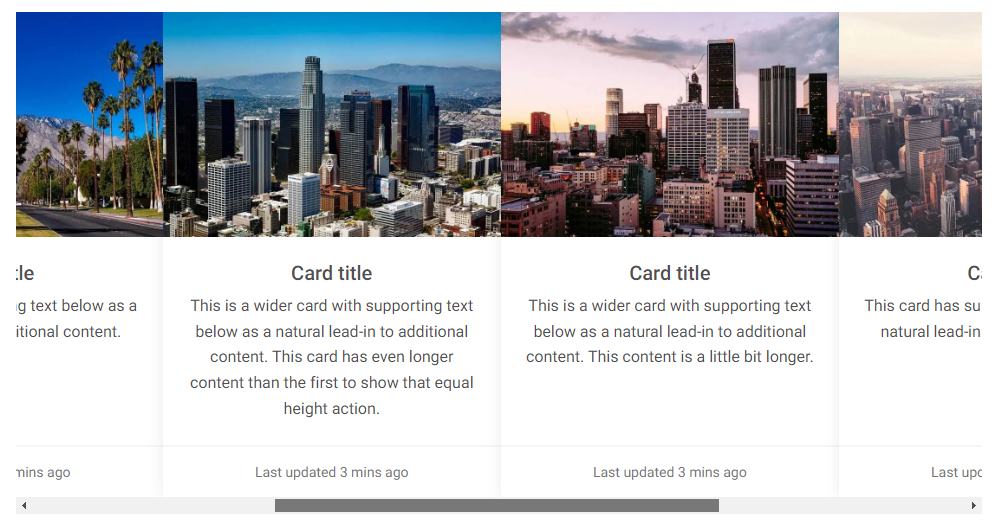 Card title
text below as a
content.
mins ago
Card title
This is a wider card with supporting text
below as a natural lead-in to additional
content. This card has even longer
content than the first to show that equal
height action.
Last updated 3 mins ago
Card title
This is a wider card with supporting text
below as a natural lead-in to additional
content. This content is a little bit longer.
Last updated 3 mins ago
This card has
natural lead-in
Last